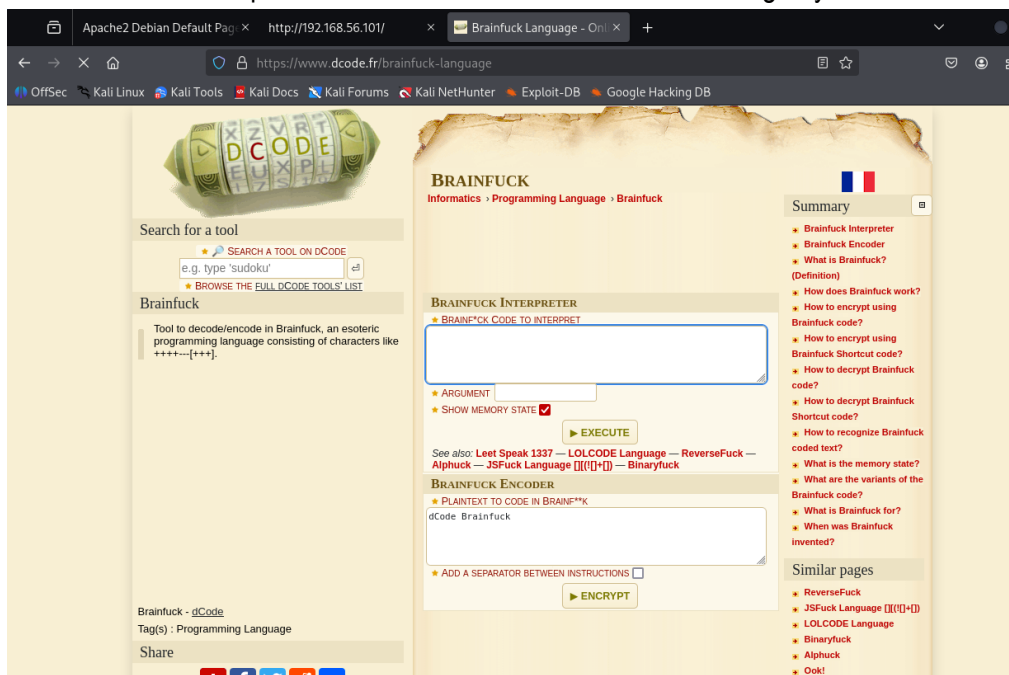 Apache2 Debian Default Pag
http://192.168.56.101/
Brainfuck Language - Onl
https://www.dcode.fr/brainfuck-language
OffSec Kali Linux Kali Tools Kali Docs Kali Forums Kali NetHunter Exploit-DB Google Hacking DB
X Z V R T
D C O D E
Search for a tool
SEARCH A TOOL ON DCODE
e.g. type 'sudoku'
BROWSE THE FULL DCODE TOOLS' LIST
Brainfuck
Tool to decode/encode in Brainfuck, an esoteric
programming language consisting of characters like
++++---[+++].
Brainfuck - dCode
Tag(s) : Programming Language
Share
BRAINFUCK
Informatics › Programming Language › Brainfuck
BRAINFUCK INTERPRETER
BRAINF*CK CODE TO INTERPRET
ARGUMENT
SHOW MEMORY STATE
▶ EXECUTE
See also: Leet Speak 1337 — LOLCODE Language — ReverseFuck —
Alphuck — JSFuck Language [][(![]+[]) — Binaryfuck
BRAINFUCK ENCODER
PLAINTEXT TO CODE IN BRAINF**K
dCode Brainfuck
ADD A SEPARATOR BETWEEN INSTRUCTIONS
▶ ENCRYPT
Summary
Brainfuck Interpreter
Brainfuck Encoder
What is Brainfuck?
(Definition)
How does Brainfuck work?
How to encrypt using
Brainfuck code?
How to encrypt using
Brainfuck Shortcut code?
How to decrypt Brainfuck
code?
How to decrypt Brainfuck
Shortcut code?
How to recognize Brainfuck
coded text?
What is the memory state?
What are the variants of the
Brainfuck code?
What is Brainfuck for?
When was Brainfuck
invented?
Similar pages
ReverseFuck
JSFuck Language [][(![]+[])
LOLCODE Language
Binaryfuck
Alphuck
Ook!